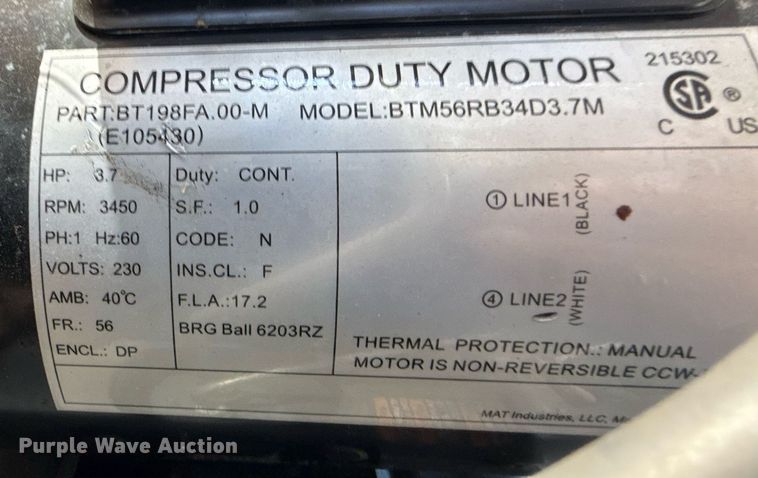 COMPRESSOR DUTY MOTOR
215302
PART:BT198FA.00-M MODEL:BTM56RB34D3.7M
(E105430)
SA ®
C US
HP: 3.7
RPM: 3450
PH:1 Hz:60
VOLTS: 230
AMB: 40°C
FR.: 56
ENCL.: DP
Duty: CONT.
S.F.: 1.0
CODE: N
INS.CL.: F
F.L.A.:17.2
BRG Ball 6203RZ
① LINE1 (BLACK)
④ LINE2 (WHITE)
THERMAL PROTECTION.: MANUAL
MOTOR IS NON-REVERSIBLE CCW-
MAT Industries, LLC,
Purple Wave Auction